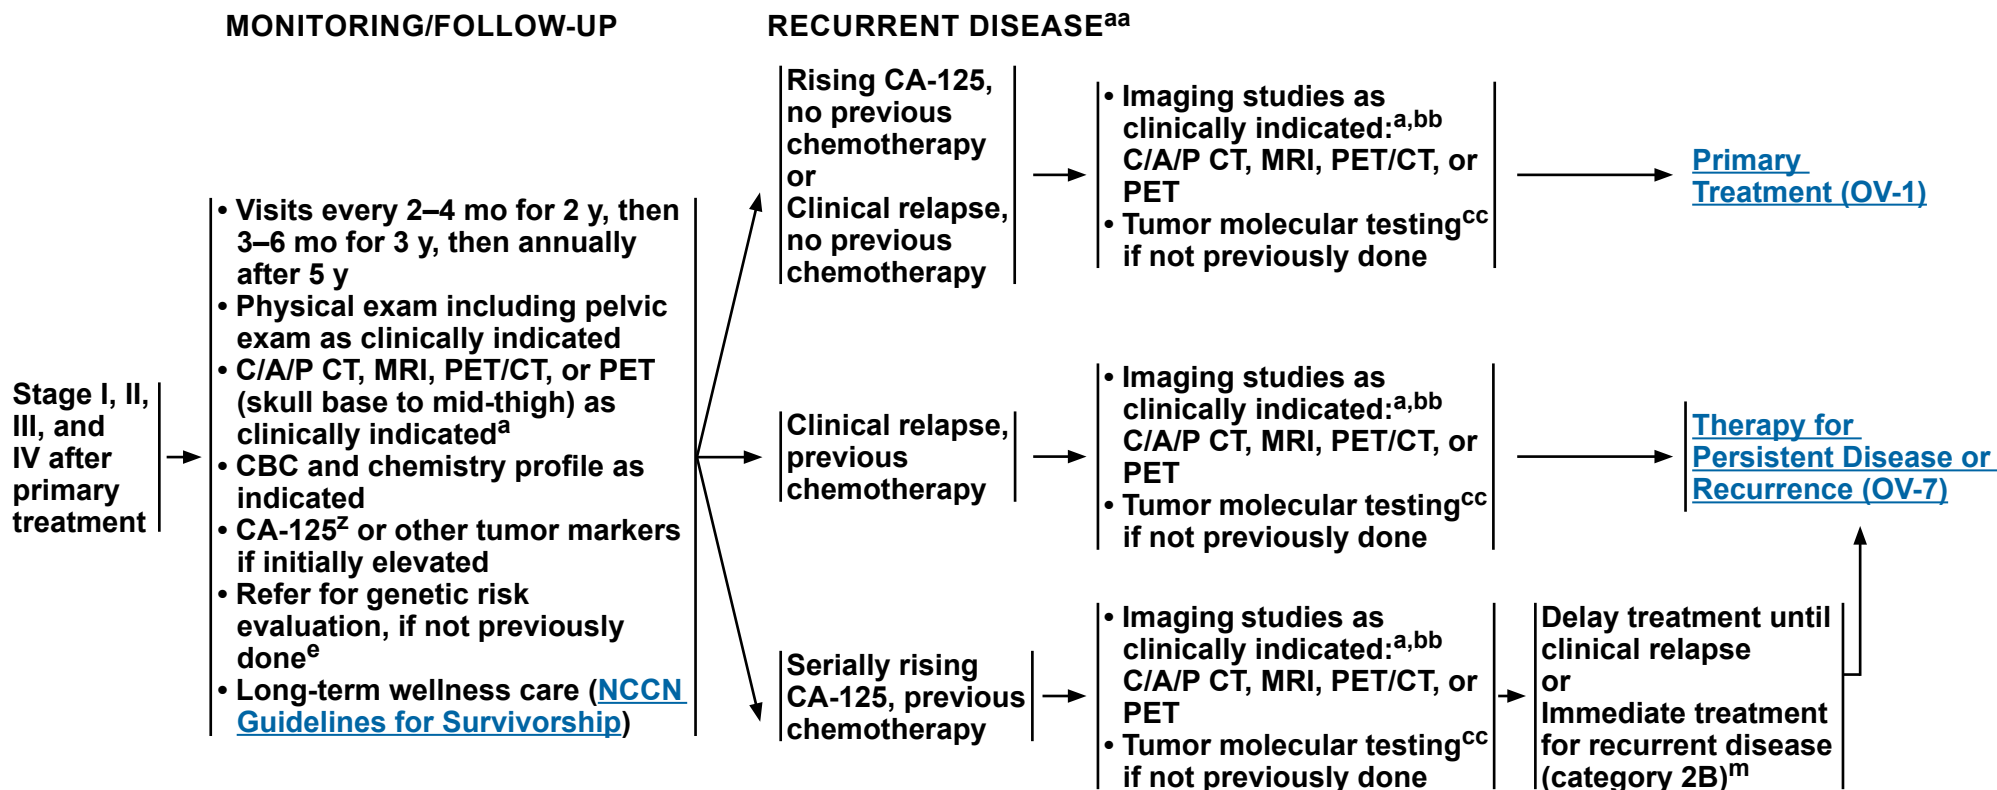 MONITORING/FOLLOW-UP
RECURRENT DISEASEaa
Stage I, II,
III, and
IV after
primary
treatment
• Visits every 2–4 mo for 2 y, then
3–6 mo for 3 y, then annually
after 5 y
• Physical exam including pelvic
exam as clinically indicated
• C/A/P CT, MRI, PET/CT, or PET
(skull base to mid-thigh) as
clinically indicateda
• CBC and chemistry profile as
indicated
• CA-125z or other tumor markers
if initially elevated
• Refer for genetic risk
evaluation, if not previously
donee
• Long-term wellness care (NCCN
Guidelines for Survivorship)
Rising CA-125,
no previous
chemotherapy
or
Clinical relapse,
no previous
chemotherapy
• Imaging studies as
clinically indicated:a,bb
C/A/P CT, MRI, PET/CT, or
PET
• Tumor molecular testingcc
if not previously done
Primary
Treatment (OV-1)
Clinical relapse,
previous
chemotherapy
• Imaging studies as
clinically indicated:a,bb
C/A/P CT, MRI, PET/CT, or
PET
• Tumor molecular testingcc
if not previously done
Therapy for
Persistent Disease or
Recurrence (OV-7)
Serially rising
CA-125, previous
chemotherapy
• Imaging studies as
clinically indicated:a,bb
C/A/P CT, MRI, PET/CT, or
PET
• Tumor molecular testingcc
if not previously done
Delay treatment until
clinical relapse
or
Immediate treatment
for recurrent disease
(category 2B)m